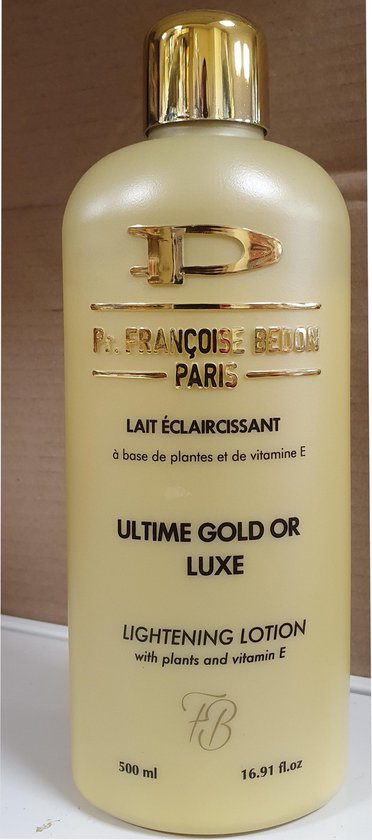 Pr. FRANÇOISE BEDON
PARIS
LAIT ÉCLAIRCISSANT
à base de plantes et de vitamine E
ULTIME GOLD OR
LUXE
LIGHTENING LOTION
with plants and vitamin E
FB
500 ml 16.91 fl.oz